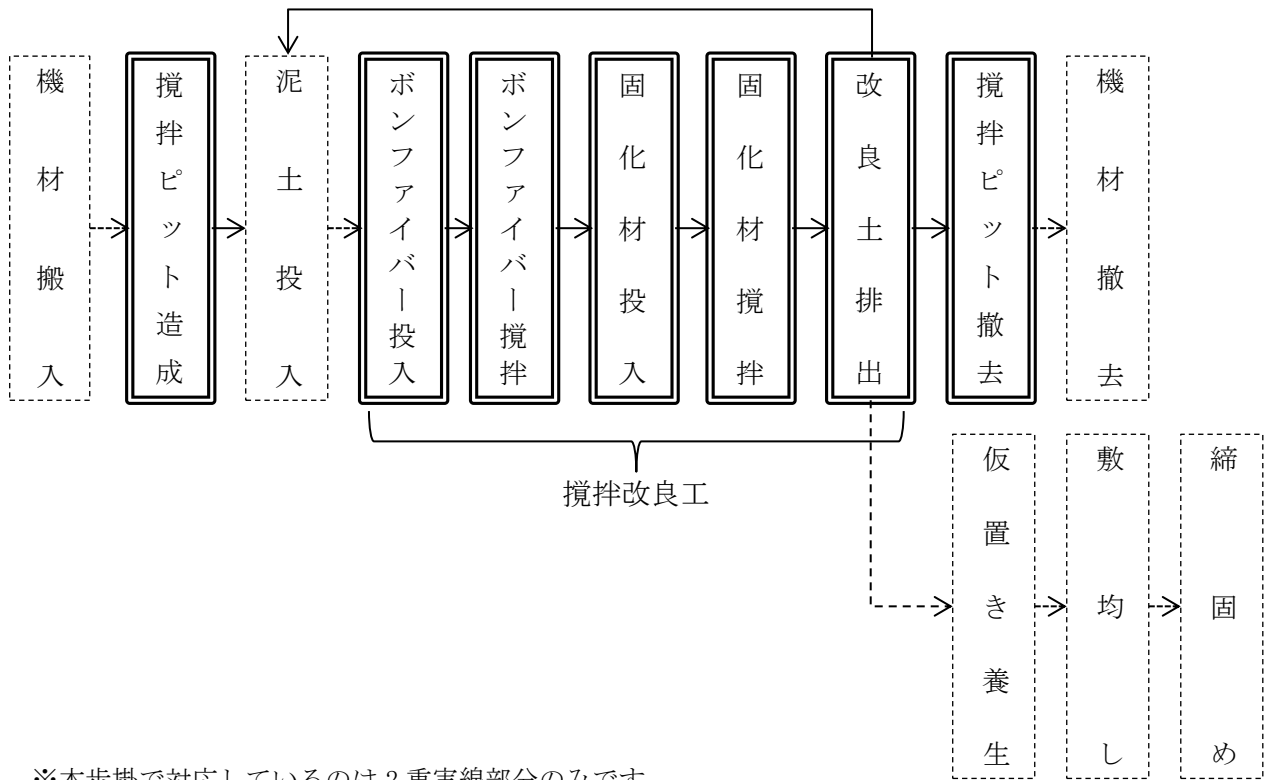 機材搬入
撹拌ピット造成
泥土投入
ボンファイバー投入
ボンファイバー撹拌
固化材投入
固化材撹拌
改良土排出
撹拌ピット撤去
機材撤去
撹拌改良工
仮置き養生
敷均し
締固め
※本歩掛で対応しているのは2重実線部分のみです